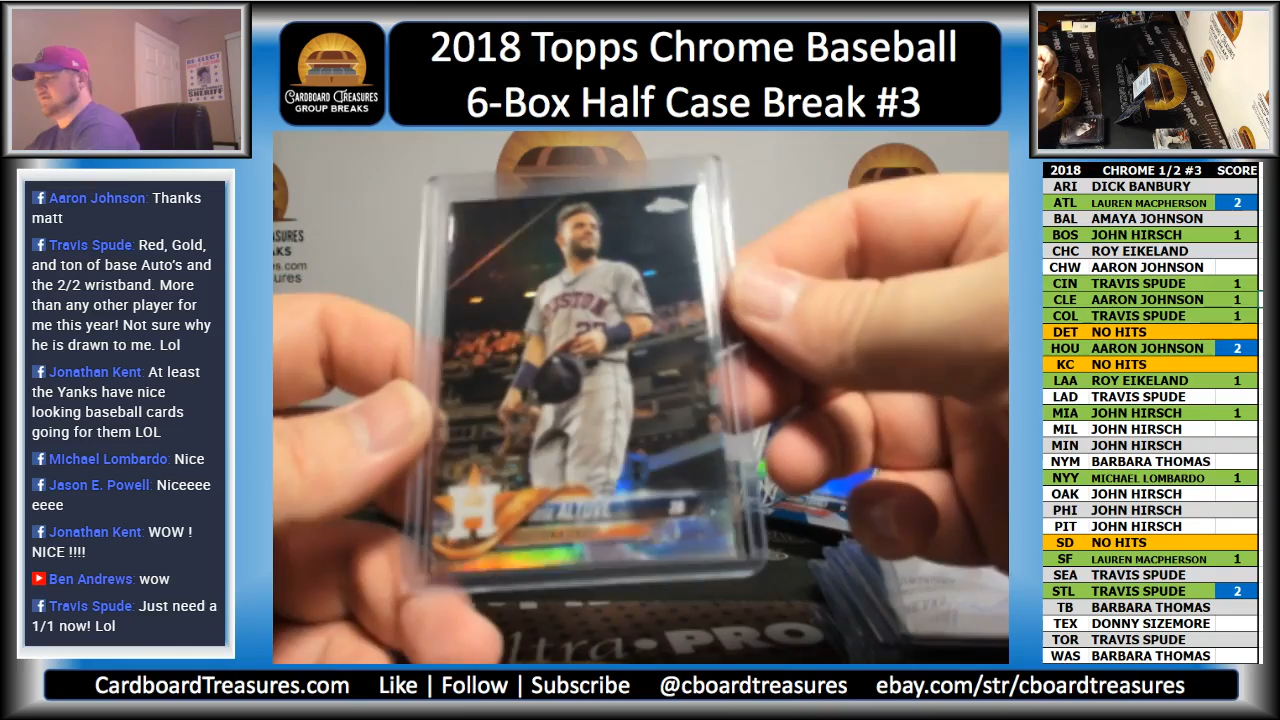 2018 Topps Chrome Baseball
6-Box Half Case Break #3
CARDBOARD TREASURES
GROUP BREAKS
RE-ELECT
SHERIFF
Aaron Johnson: Thanks
matt
Travis Spude: Red, Gold,
and ton of base Auto's and
the 2/2 wristband. More
than any other player for
me this year! Not sure why
he is drawn to me. Lol
Jonathan Kent: At least
the Yanks have nice
looking baseball cards
going for them LOL
Michael Lombardo: Nice
Jason E. Powell: Niceeee
eeee
Jonathan Kent: WOW !
NICE !!!!
Ben Andrews: wow
Travis Spude: Just need a
1/1 now! Lol
HOUSTON
27
ALTUVE
H
Ultra PRO
2018 CHROME 1/2 #3 SCORE
ARI DICK BANBURY
ATL LAUREN MACPHERSON 2
BAL AMAYA JOHNSON
BOS JOHN HIRSCH 1
CHC ROY EIKELAND
CHW AARON JOHNSON
CIN TRAVIS SPUDE 1
CLE AARON JOHNSON 1
COL TRAVIS SPUDE 1
DET NO HITS
HOU AARON JOHNSON 2
KC NO HITS
LAA ROY EIKELAND 1
LAD TRAVIS SPUDE
MIA JOHN HIRSCH 1
MIL JOHN HIRSCH
MIN JOHN HIRSCH
NYM BARBARA THOMAS
NYY MICHAEL LOMBARDO 1
OAK JOHN HIRSCH
PHI JOHN HIRSCH
PIT JOHN HIRSCH
SD NO HITS
SF LAUREN MACPHERSON 1
SEA TRAVIS SPUDE
STL TRAVIS SPUDE 2
TB BARBARA THOMAS
TEX DONNY SIZEMORE
TOR TRAVIS SPUDE
WAS BARBARA THOMAS
CardboardTreasures.com Like | Follow | Subscribe @cboardtreasures ebay.com/str/cboardtreasures